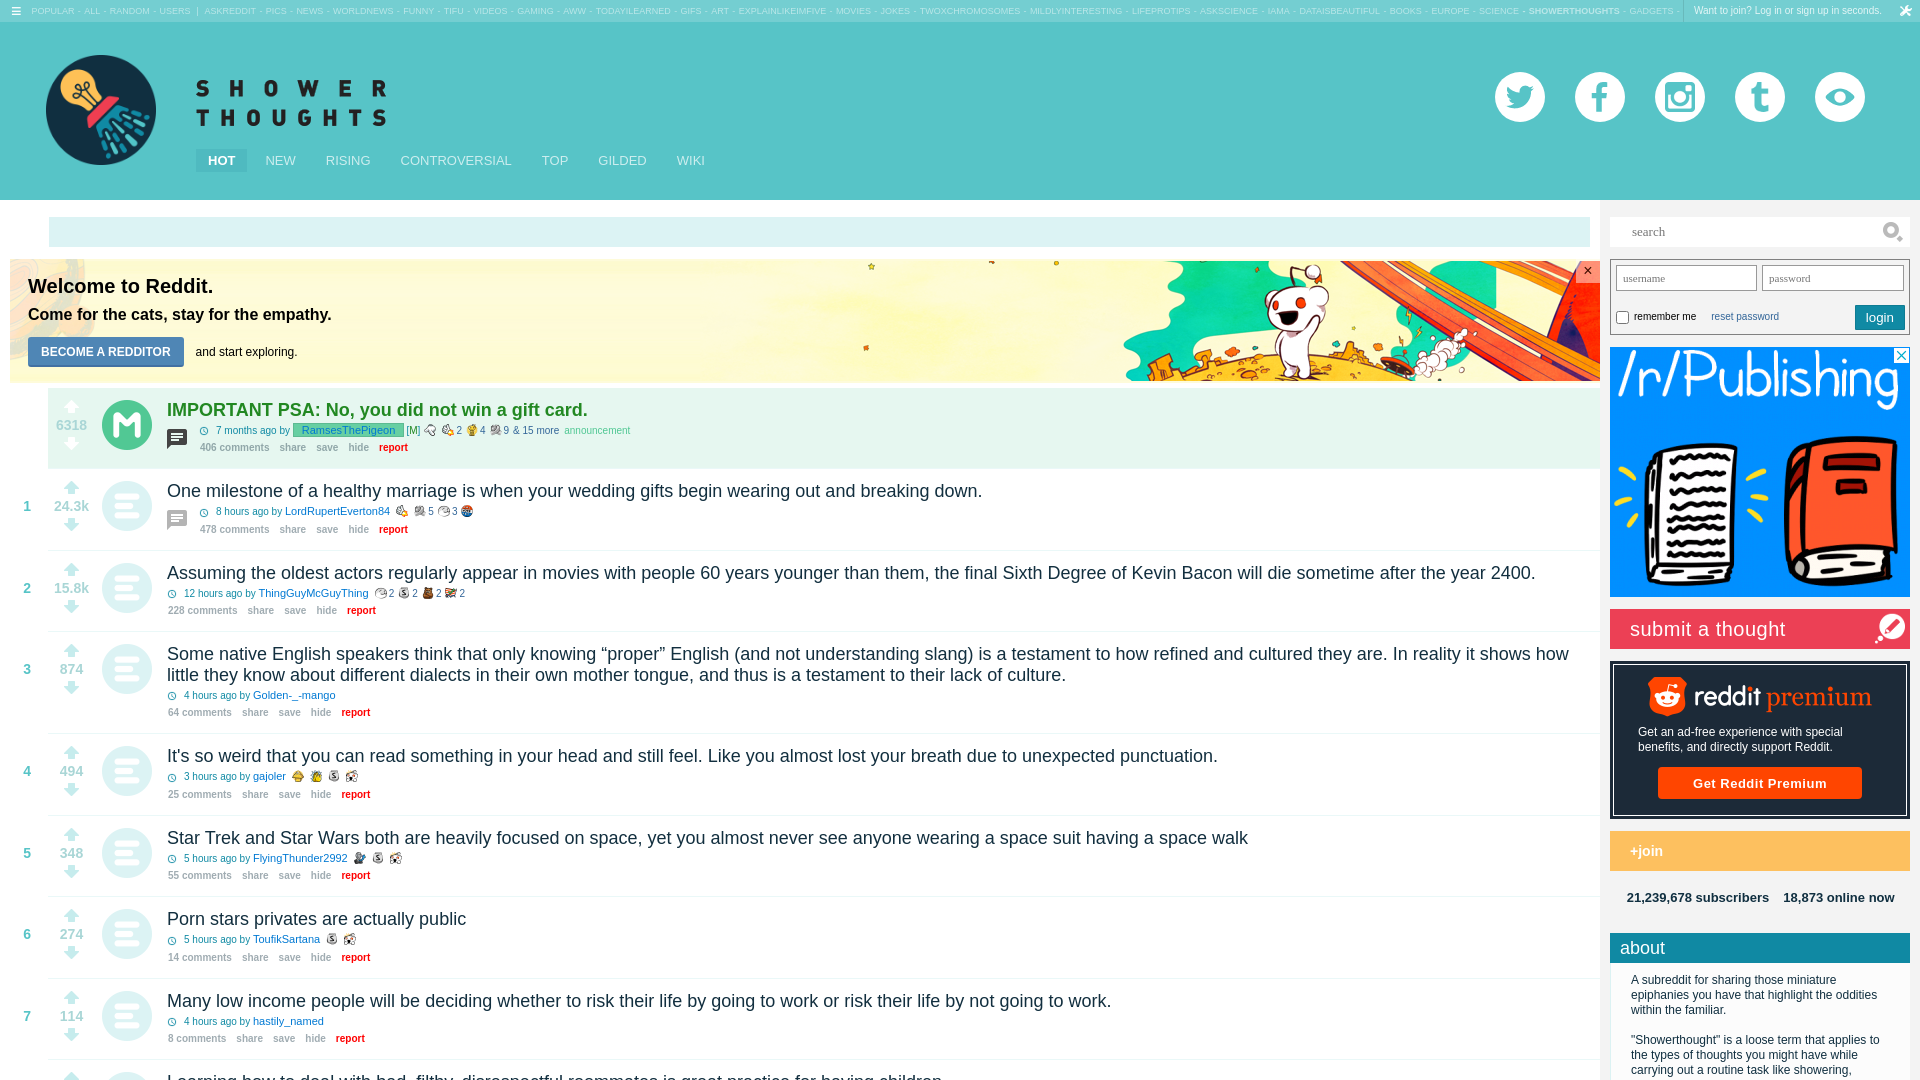 POPULAR - ALL - RANDOM - USERS | ASKREDDIT - PICS - NEWS - WORLDNEWS - FUNNY - TIFU - VIDEOS - GAMING - AWW - TODAYILEARNED - GIFS - ART - EXPLAINLIKEIMFIVE - MOVIES - JOKES - TWOXCHROMOSOMES - MILDLYINTERESTING - LIFEPROTIPS - ASKSCIENCE - IAMA - DATAISBEAUTIFUL - BOOKS - EUROPE - SCIENCE - SHOWERTHOUGHTS - GADGETS -
Want to join? Log in or sign up in seconds.
SHOWER
THOUGHTS
HOT NEW RISING CONTROVERSIAL TOP GILDED WIKI
search
Welcome to Reddit.
Come for the cats, stay for the empathy.
BECOME A REDDITOR and start exploring.
×
username password
remember me reset password login
/r/Publishing
6318
IMPORTANT PSA: No, you did not win a gift card.
7 months ago by RamsesThePigeon [M] 2 4 9 & 15 more announcement
406 comments share save hide report
1
24.3k
One milestone of a healthy marriage is when your wedding gifts begin wearing out and breaking down.
8 hours ago by LordRupertEverton84 5 3
478 comments share save hide report
2
15.8k
Assuming the oldest actors regularly appear in movies with people 60 years younger than them, the final Sixth Degree of Kevin Bacon will die sometime after the year 2400.
12 hours ago by ThingGuyMcGuyThing 2 2 2 2
228 comments share save hide report
3
874
Some native English speakers think that only knowing “proper” English (and not understanding slang) is a testament to how refined and cultured they are. In reality it shows how
little they know about different dialects in their own mother tongue, and thus is a testament to their lack of culture.
4 hours ago by Golden-_-mango
64 comments share save hide report
4
494
It's so weird that you can read something in your head and still feel. Like you almost lost your breath due to unexpected punctuation.
3 hours ago by gajoler
25 comments share save hide report
5
348
Star Trek and Star Wars both are heavily focused on space, yet you almost never see anyone wearing a space suit having a space walk
5 hours ago by FlyingThunder2992
55 comments share save hide report
6
274
Porn stars privates are actually public
5 hours ago by ToufikSartana
14 comments share save hide report
7
114
Many low income people will be deciding whether to risk their life by going to work or risk their life by not going to work.
4 hours ago by hastily_named
8 comments share save hide report
Learning how to deal with bad, filthy, disrespectful roommates is great practice for having children
submit a thought
reddit premium
Get an ad-free experience with special
benefits, and directly support Reddit.
Get Reddit Premium
+join
21,239,678 subscribers 18,873 online now
about
A subreddit for sharing those miniature
epiphanies you have that highlight the oddities
within the familiar.
"Showerthought" is a loose term that applies to
the types of thoughts you might have while
carrying out a routine task like showering,